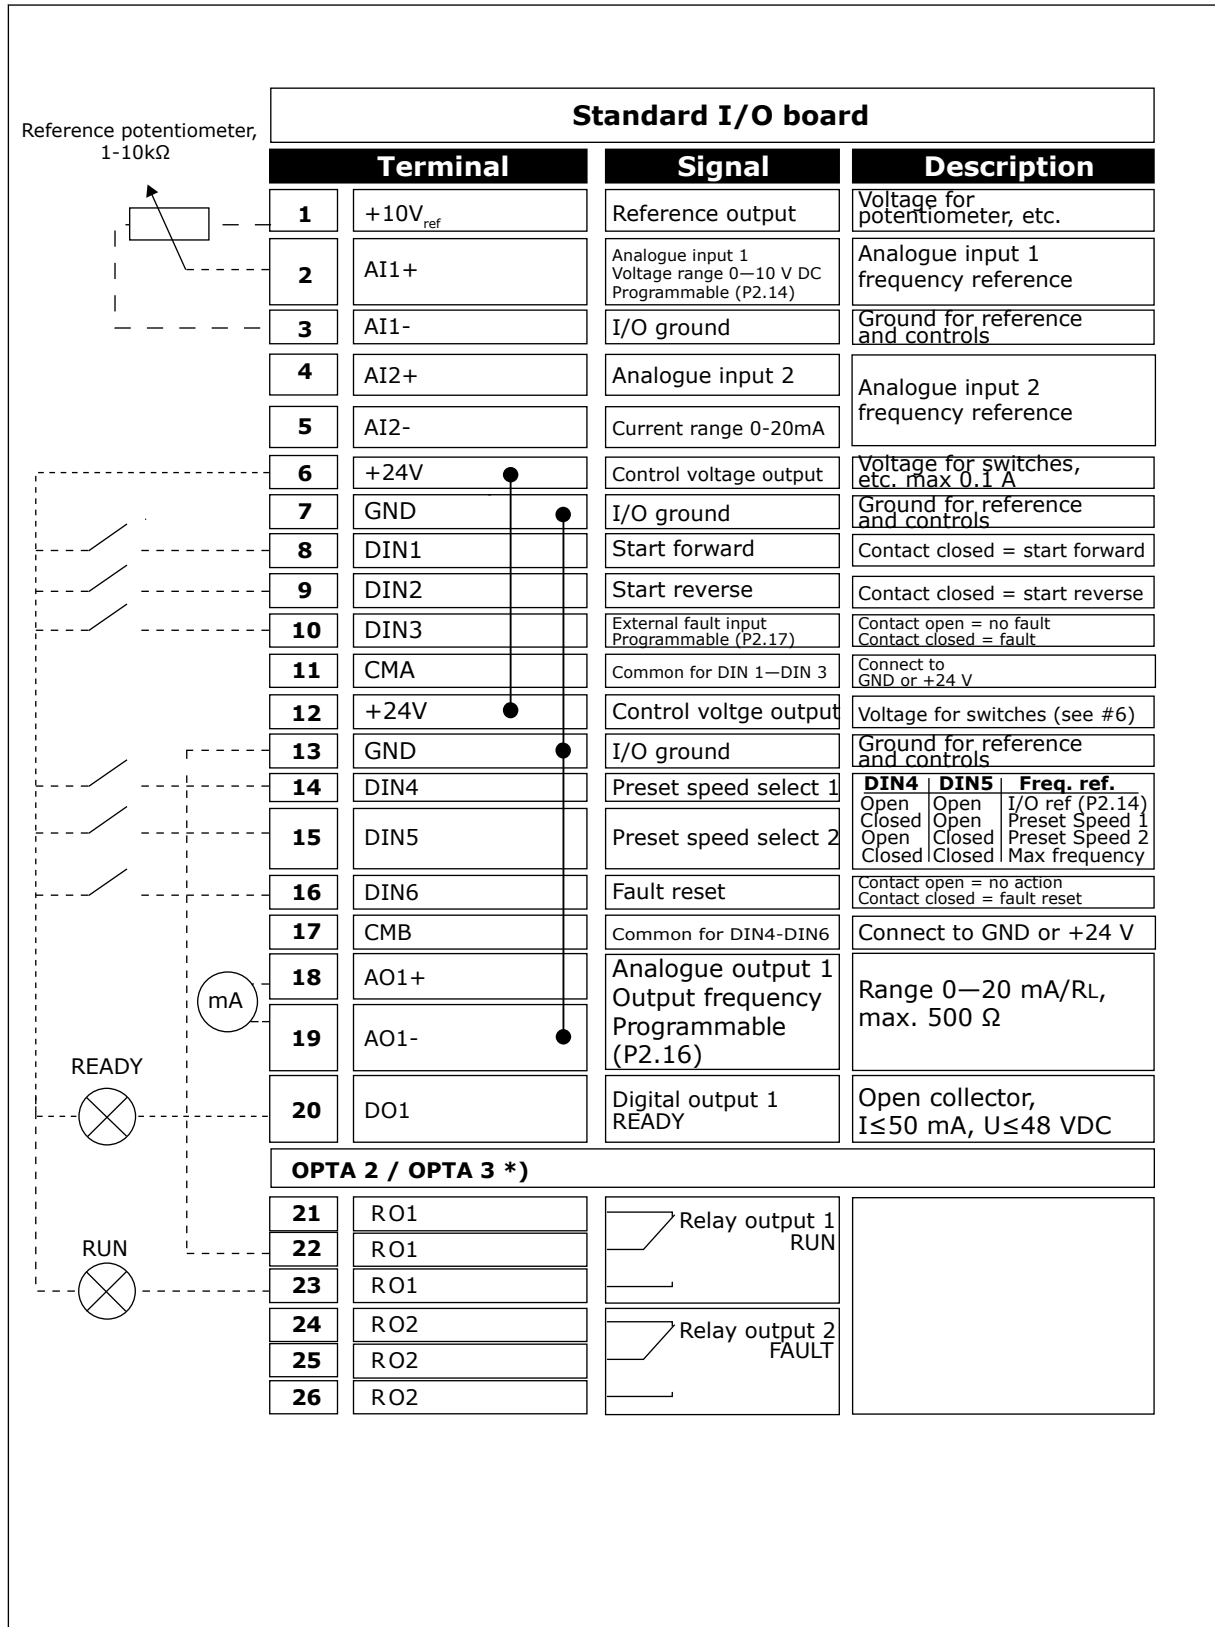 Standard I/O board
Reference potentiometer,
1-10kΩ
Terminal Signal Description
1 +10Vref Reference output Voltage for
potentiometer, etc.
2 AI1+ Analogue input 1
Voltage range 0—10 V DC
Programmable (P2.14)
Analogue input 1
frequency reference
3 AI1- I/O ground Ground for reference
and controls
4 AI2+ Analogue input 2
Analogue input 2
frequency reference
5 AI2- Current range 0-20mA
6 +24V Control voltage output Voltage for switches,
etc. max 0.1 A
7 GND I/O ground Ground for reference
and controls
8 DIN1 Start forward Contact closed = start forward
9 DIN2 Start reverse Contact closed = start reverse
10 DIN3 External fault input
Programmable (P2.17)
Contact open = no fault
Contact closed = fault
11 CMA Common for DIN 1—DIN 3 Connect to
GND or +24 V
12 +24V Control voltge output Voltage for switches (see #6)
13 GND I/O ground Ground for reference
and controls
14 DIN4 Preset speed select 1
DIN4 DIN5 Freq. ref.
Open Open I/O ref (P2.14)
Closed Open Preset Speed 1
Open Closed Preset Speed 2
Closed Closed Max frequency
15 DIN5 Preset speed select 2
16 DIN6 Fault reset Contact open = no action
Contact closed = fault reset
17 CMB Common for DIN4-DIN6 Connect to GND or +24 V
mA
18 AO1+ Analogue output 1
Output frequency
Programmable
(P2.16)
Range 0—20 mA/RL,
max. 500 Ω
19 AO1-
READY
20 DO1 Digital output 1
READY
Open collector,
I≤50 mA, U≤48 VDC
OPTA 2 / OPTA 3 *)
21 RO1 Relay output 1
RUN
RUN
22 RO1
23 RO1
24 RO2 Relay output 2
FAULT
25 RO2
26 RO2